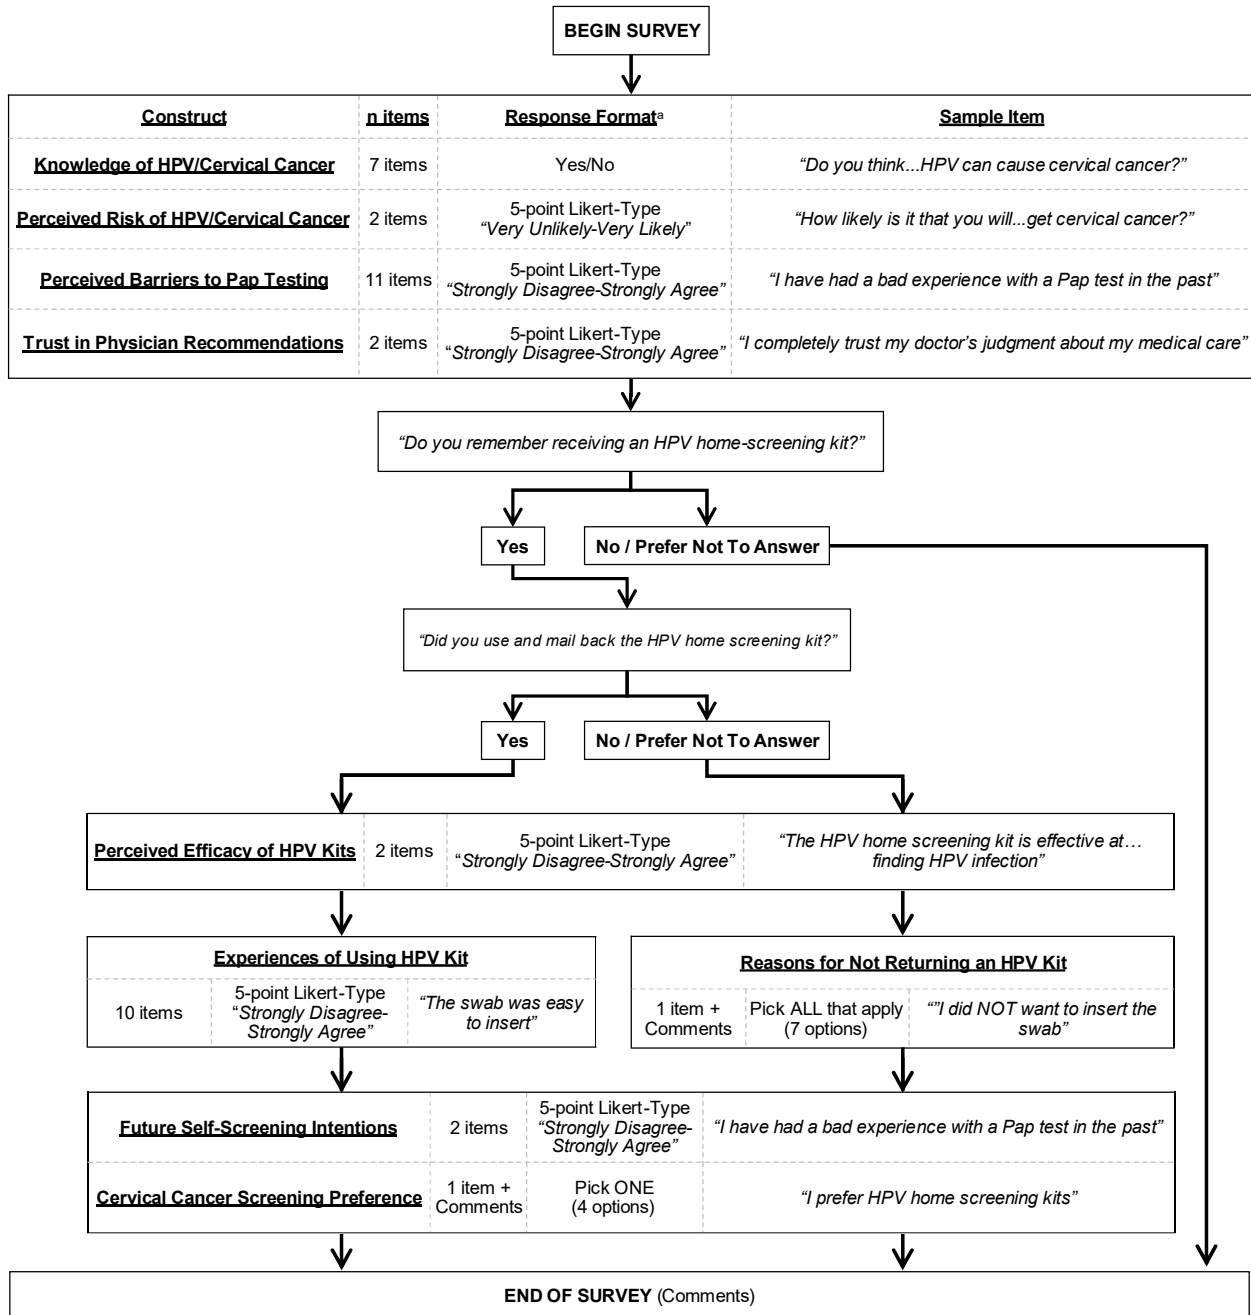 BEGIN SURVEY
Construct n items Response Formatᵃ Sample Item
Knowledge of HPV/Cervical Cancer 7 items Yes/No “Do you think...HPV can cause cervical cancer?”
Perceived Risk of HPV/Cervical Cancer 2 items 5-point Likert-Type “How likely is it that you will...get cervical cancer?”
“Very Unlikely-Very Likely”
Perceived Barriers to Pap Testing 11 items 5-point Likert-Type “I have had a bad experience with a Pap test in the past”
“Strongly Disagree-Strongly Agree”
Trust in Physician Recommendations 2 items 5-point Likert-Type “I completely trust my doctor’s judgment about my medical care”
“Strongly Disagree-Strongly Agree”
“Do you remember receiving an HPV home-screening kit?”
Yes No / Prefer Not To Answer
“Did you use and mail back the HPV home screening kit?”
Yes No / Prefer Not To Answer
Perceived Efficacy of HPV Kits 2 items 5-point Likert-Type “The HPV home screening kit is effective at…
“Strongly Disagree-Strongly Agree” finding HPV infection”
Experiences of Using HPV Kit
10 items 5-point Likert-Type “The swab was easy
“Strongly Disagree- to insert”
Strongly Agree”
Reasons for Not Returning an HPV Kit
1 item + Pick ALL that apply “”I did NOT want to insert the
Comments (7 options) swab”
Future Self-Screening Intentions 2 items 5-point Likert-Type “I have had a bad experience with a Pap test in the past”
“Strongly Disagree-
Strongly Agree”
Cervical Cancer Screening Preference 1 item + Pick ONE “I prefer HPV home screening kits”
Comments (4 options)
END OF SURVEY (Comments)